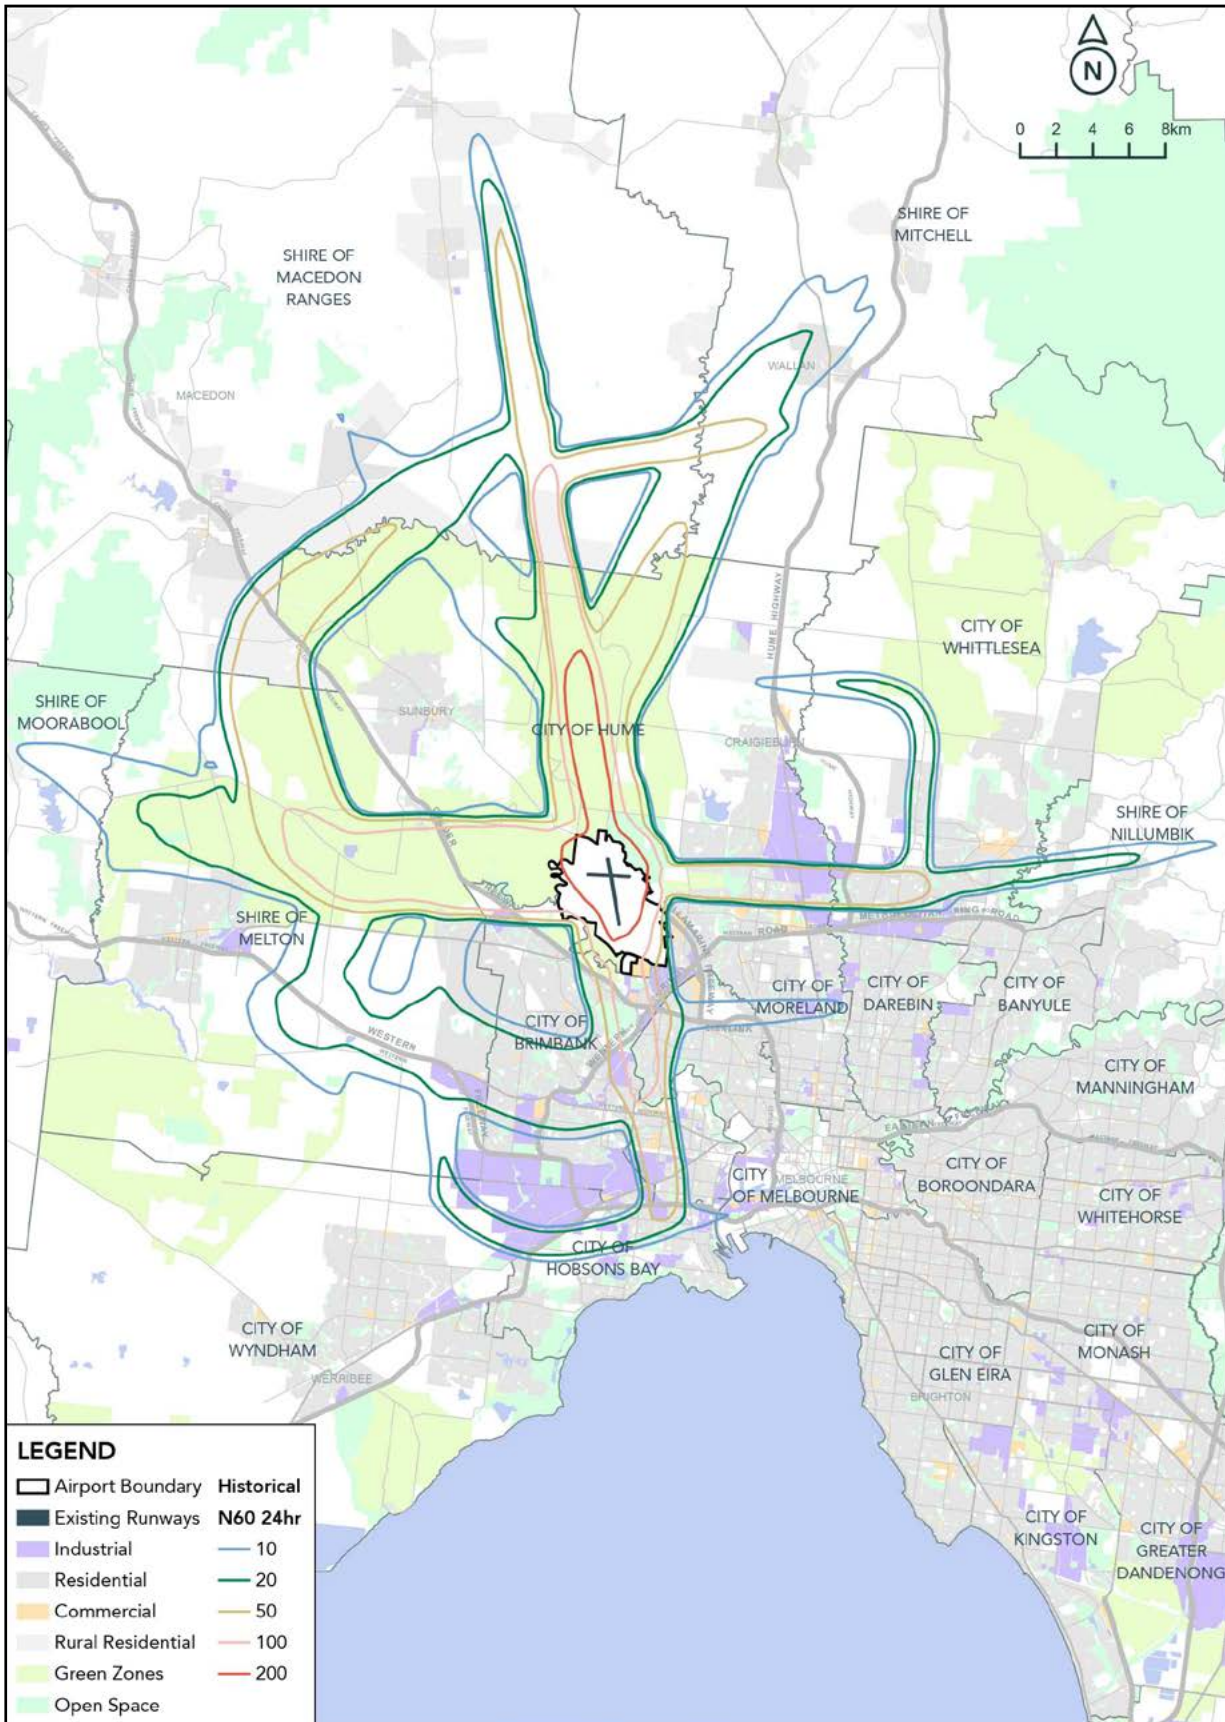 N
0 2 4 6 8km
SHIRE OF
MITCHELL
SHIRE OF
MACEDON
RANGES
WALLAN
MACEDON
HUME HIGHWAY
CITY OF
WHITTLESEA
SHIRE OF
MOORABOOL
SUNBURY
CITY OF HUME
CRAIGIEBURN
SHIRE OF
NILLUMBIK
CALDER
SHIRE OF
MELTON
METROPOLITAN RING ROAD
CITY OF
MORELAND
CITY OF
DAREBIN
CITY OF
BANYULE
CITY OF
BRIMBANK
WESTERN
CITY OF
MANNINGHAM
EASTERN
CITY OF
BOROONDARA
CITY
OF MELBOURNE
MELBOURNE
CITY OF
WHITEHORSE
CITY OF
HOBSONS BAY
CITY OF
WYNDHAM
WERRIBEE
CITY OF
MONASH
CITY OF
GLEN EIRA
BRIGHTON
CITY OF
KINGSTON
CITY OF
GREATER
DANDENONG
LEGEND
Airport Boundary Historical
Existing Runways N60 24hr
Industrial 10
Residential 20
Commercial 50
Rural Residential 100
Green Zones 200
Open Space